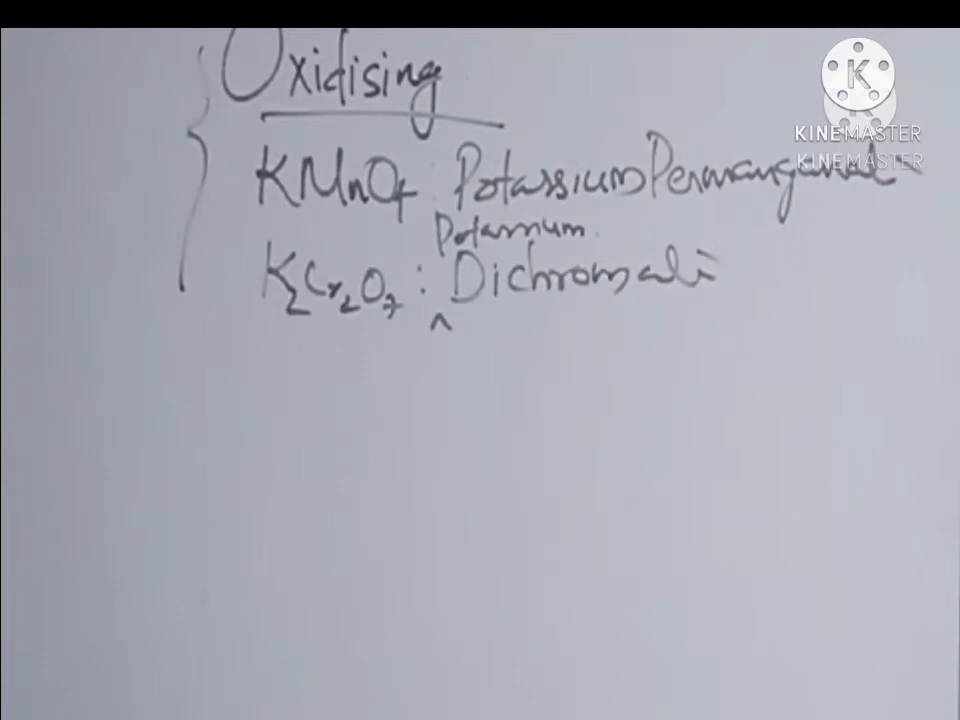 Oxidising
KMnO4 : Potassium Permanganate
Potassium
K2Cr2O7 : Dichromate
^
K
KINEMASTER
KINEMASTER